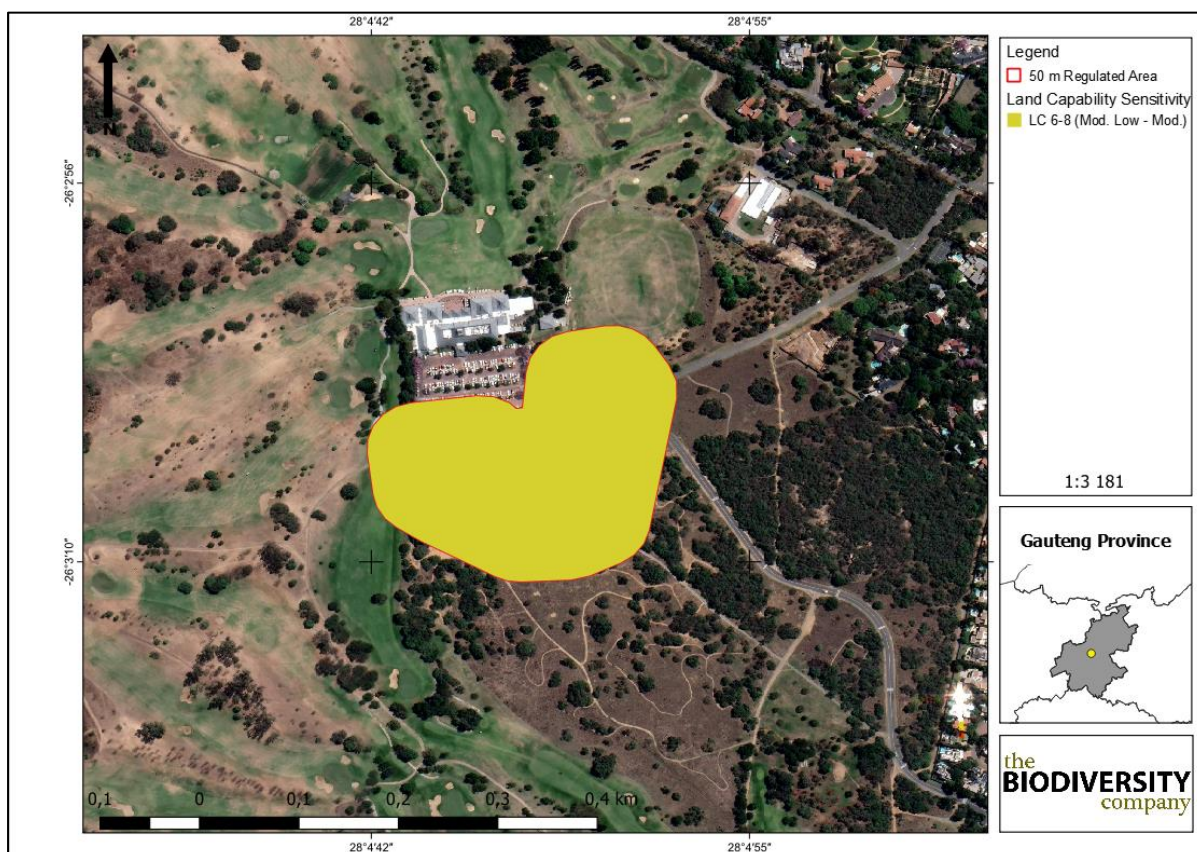 28°4'42"
28°4'55"
N
-26°2'56"
-26°3'10"
0,1
0
0,1
0,2
0,3
0,4 km
28°4'42"
28°4'55"
Legend
50 m Regulated Area
Land Capability Sensitivity
LC 6-8 (Mod. Low - Mod.)
1:3 181
Gauteng Province
the
BIODIVERSITY
company